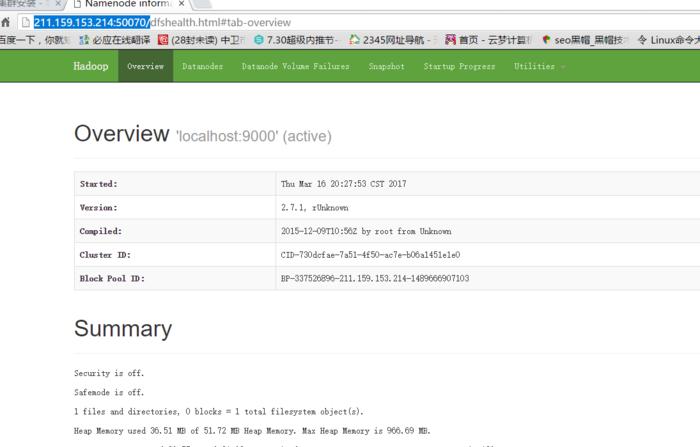 集群安装 -
Namenode inform
211.159.153.214:50070/dfshealth.html#tab-overview
百度一下，你就 必应在线翻译 (28封未读) 中卫 7.30超级内推节- 2345网址导航 - 首页 - 云梦计算 seo黑帽_黑帽技 Linux命令大
Hadoop Overview Datanodes Datanode Volume Failures Snapshot Startup Progress Utilities
Overview 'localhost:9000' (active)
Started: Thu Mar 16 20:27:53 CST 2017
Version: 2.7.1, rUnknown
Compiled: 2015-12-09T10:56Z by root from Unknown
Cluster ID: CID-730dcfae-7a51-4f50-ac7e-b06a1451e1e0
Block Pool ID: BP-337526896-211.159.153.214-1489666907103
Summary
Security is off.
Safemode is off.
1 files and directories, 0 blocks = 1 total filesystem object(s).
Heap Memory used 36.51 MB of 51.72 MB Heap Memory. Max Heap Memory is 966.69 MB.